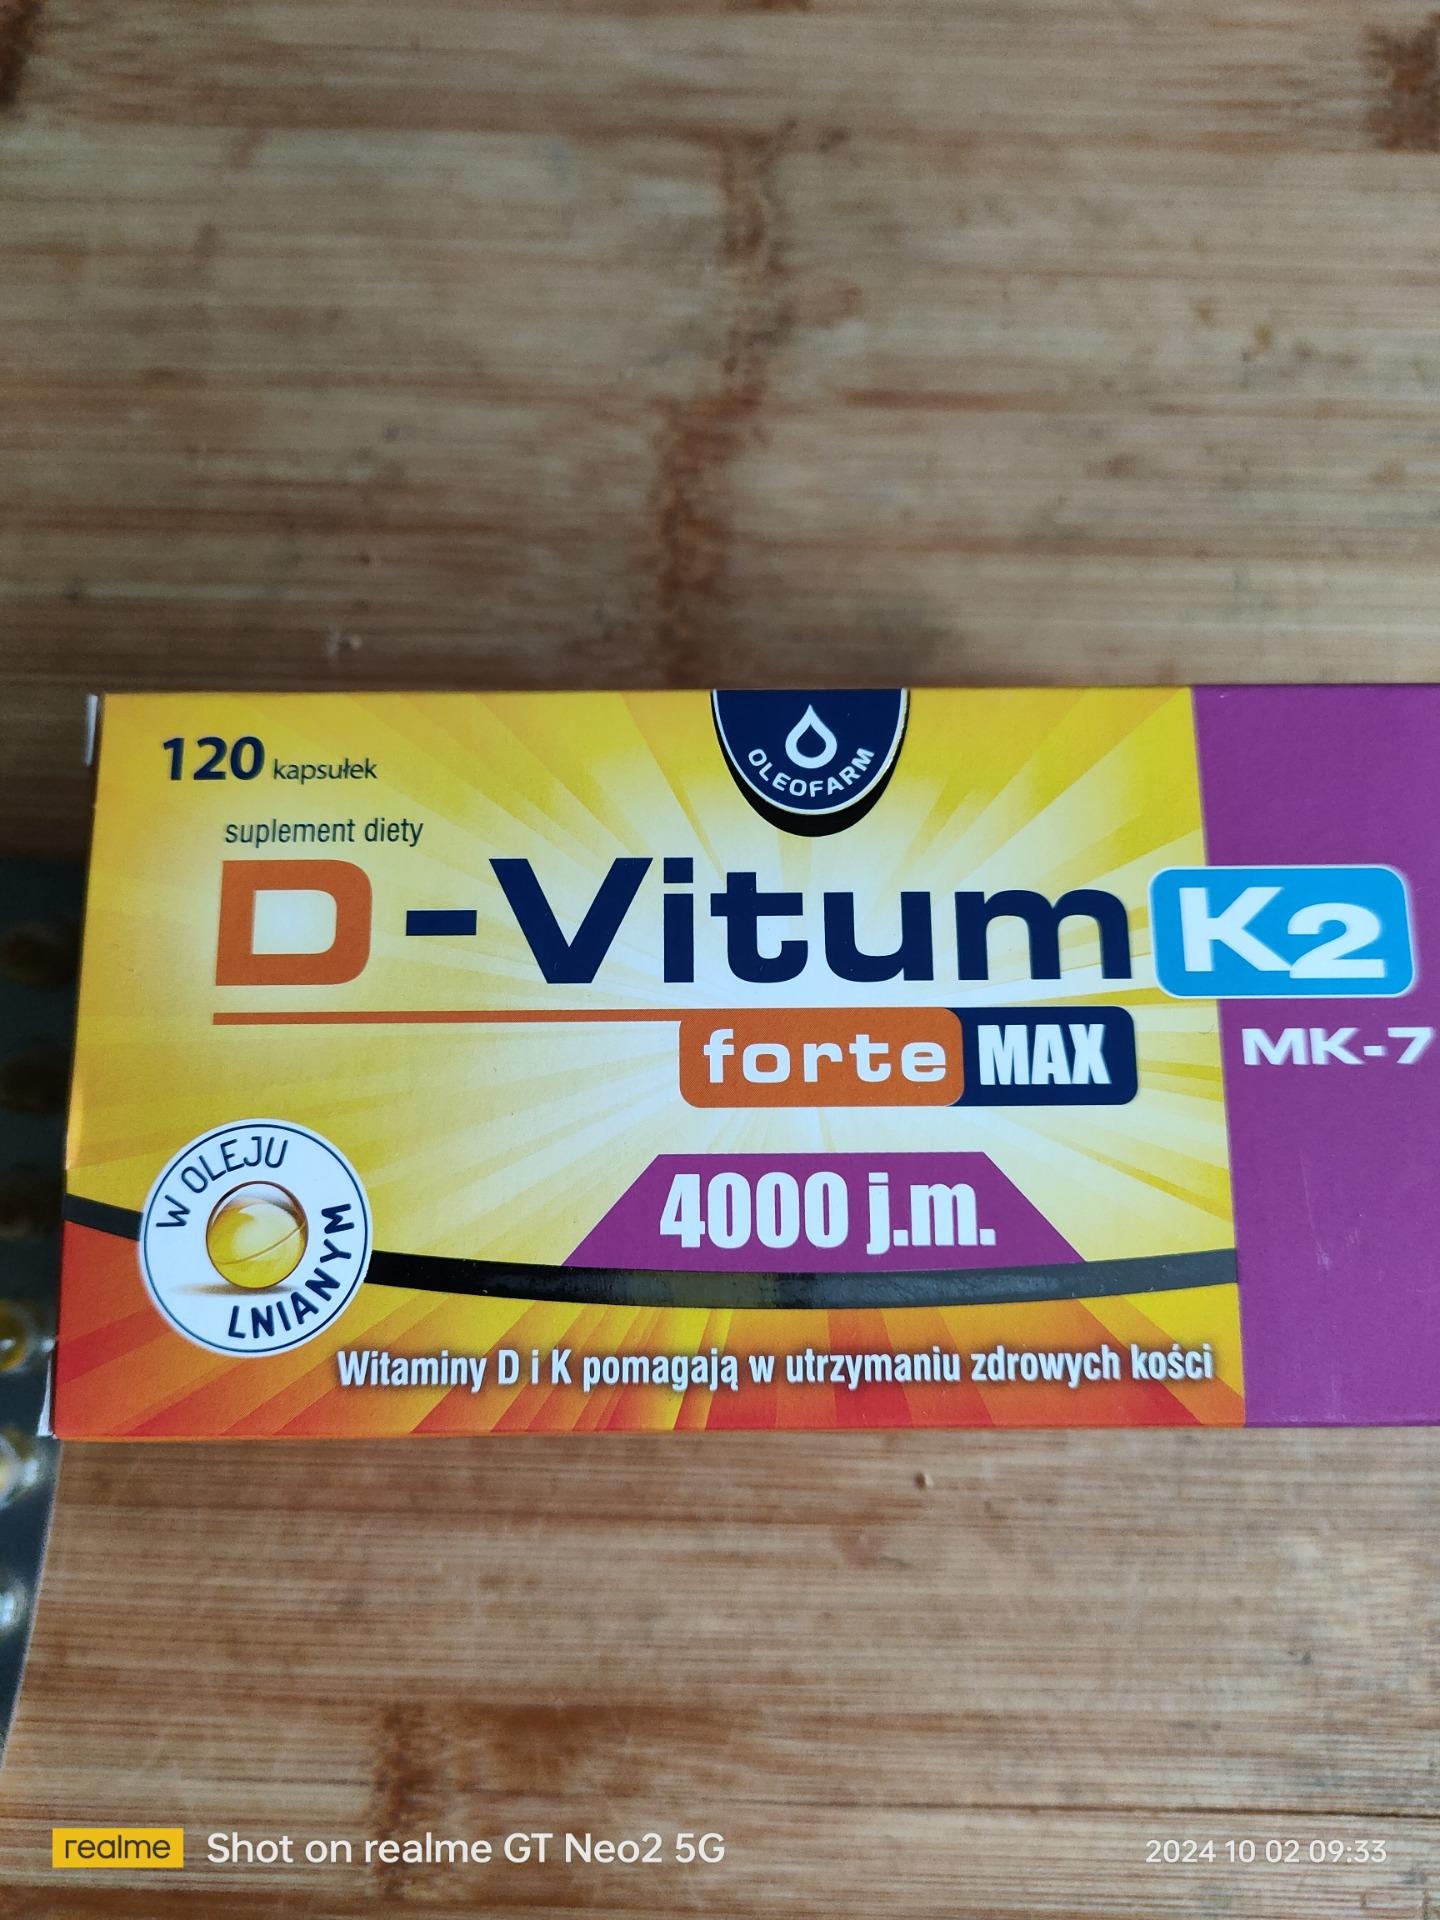 120 kapsułek
OLEOFARM
suplement diety
D-Vitum K2
forte MAX
MK-7
W OLEJU LNIANYM
4000 j.m.
Witaminy D i K pomagają w utrzymaniu zdrowych kości
realme Shot on realme GT Neo2 5G
2024 10 02 09:33